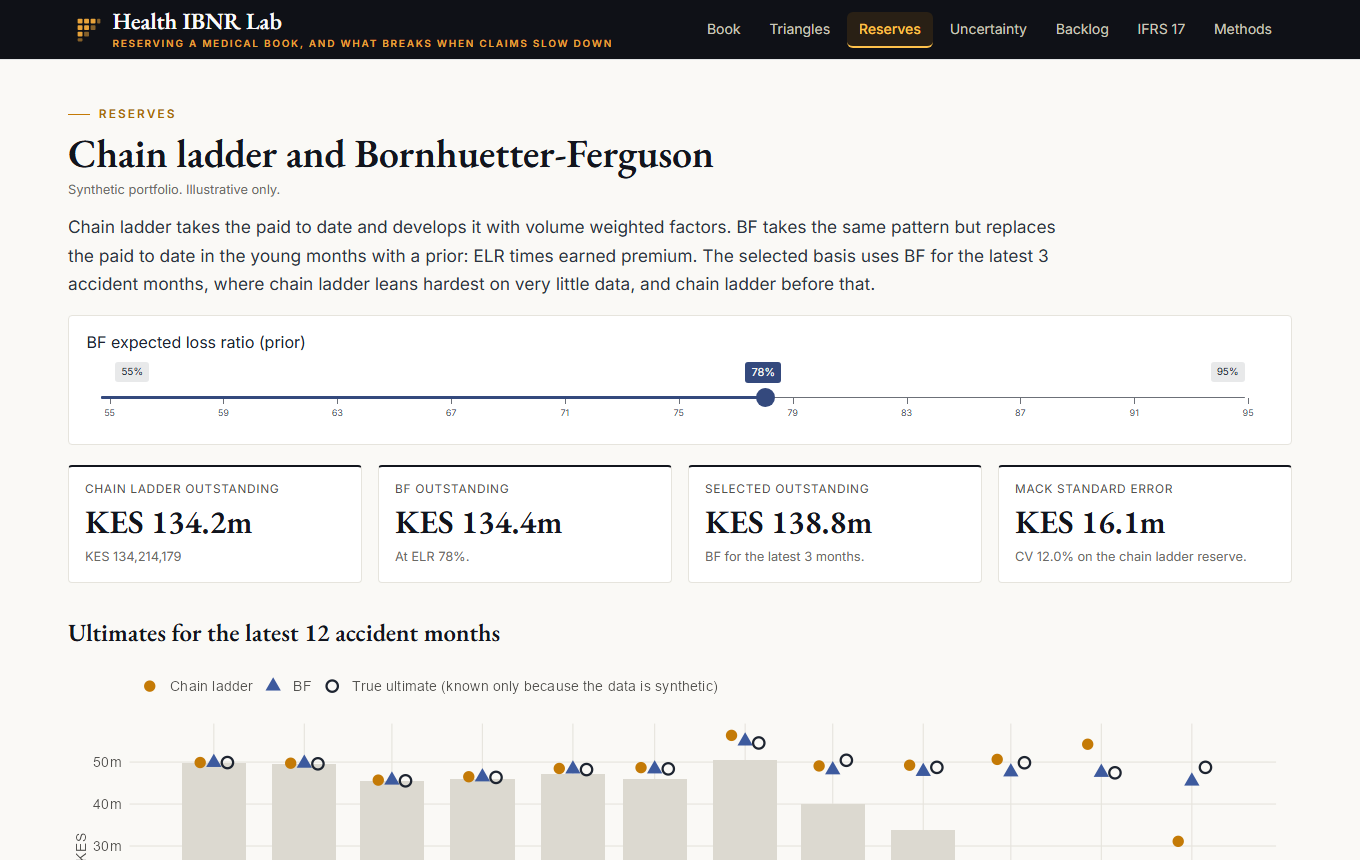 Health IBNR Lab
RESERVING A MEDICAL BOOK, AND WHAT BREAKS WHEN CLAIMS SLOW DOWN
Book Triangles Reserves Uncertainty Backlog IFRS 17 Methods
RESERVES
Chain ladder and Bornhuetter-Ferguson
Synthetic portfolio. Illustrative only.
Chain ladder takes the paid to date and develops it with volume weighted factors. BF takes the same pattern but replaces
the paid to date in the young months with a prior: ELR times earned premium. The selected basis uses BF for the latest 3
accident months, where chain ladder leans hardest on very little data, and chain ladder before that.
BF expected loss ratio (prior)
55% 78% 95%
55 59 63 67 71 75 79 83 87 91 95
CHAIN LADDER OUTSTANDING
KES 134.2m
KES 134,214,179
BF OUTSTANDING
KES 134.4m
At ELR 78%.
SELECTED OUTSTANDING
KES 138.8m
BF for the latest 3 months.
MACK STANDARD ERROR
KES 16.1m
CV 12.0% on the chain ladder reserve.
Ultimates for the latest 12 accident months
Chain ladder BF True ultimate (known only because the data is synthetic)
50m
40m
30m
KES